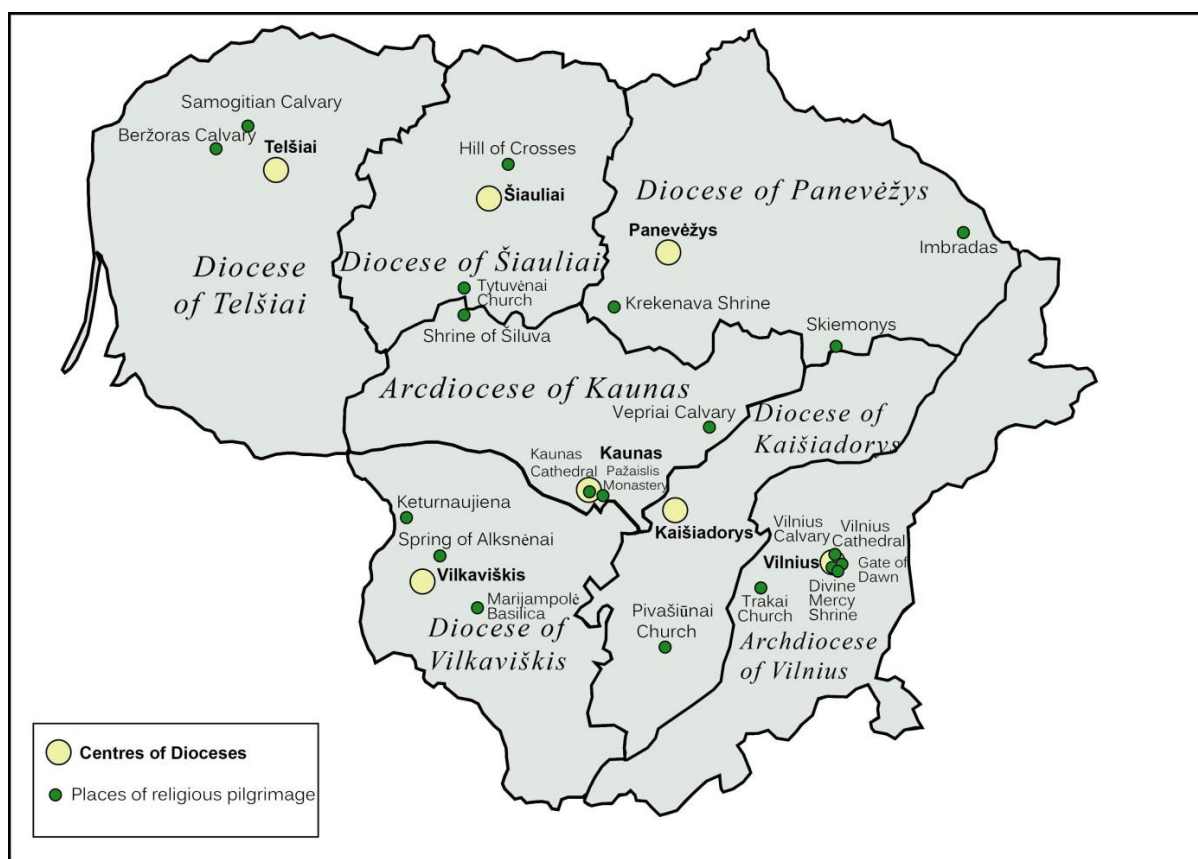 Samogitian Calvary
Beržoras Calvary
Telšiai
Hill of Crosses
Šiauliai
Diocese of Panevėžys
Panevėžys
Imbradas
Diocese
of Telšiai
Diocese of Šiauliai
Tytuvėnai
Church
Krekenava Shrine
Shrine of Šiluva
Skiemonys
Arcdiocese of Kaunas
Vepriai Calvary
Diocese of
Kaišiadorys
Kaunas
Cathedral
Kaunas
Pažaislis
Monastery
Keturnaujiena
Spring of Alksnėnai
Kaišiadorys
Vilnius
Calvary
Vilnius
Cathedral
Vilnius
Gate of
Dawn
Vilkaviškis
Marijampolė
Basilica
Trakai
Church
Divine
Mercy
Shrine
Pivašiūnai
Church
Diocese of
Vilkaviškis
Archdiocese
of Vilnius
Centres of Dioceses
Places of religious pilgrimage